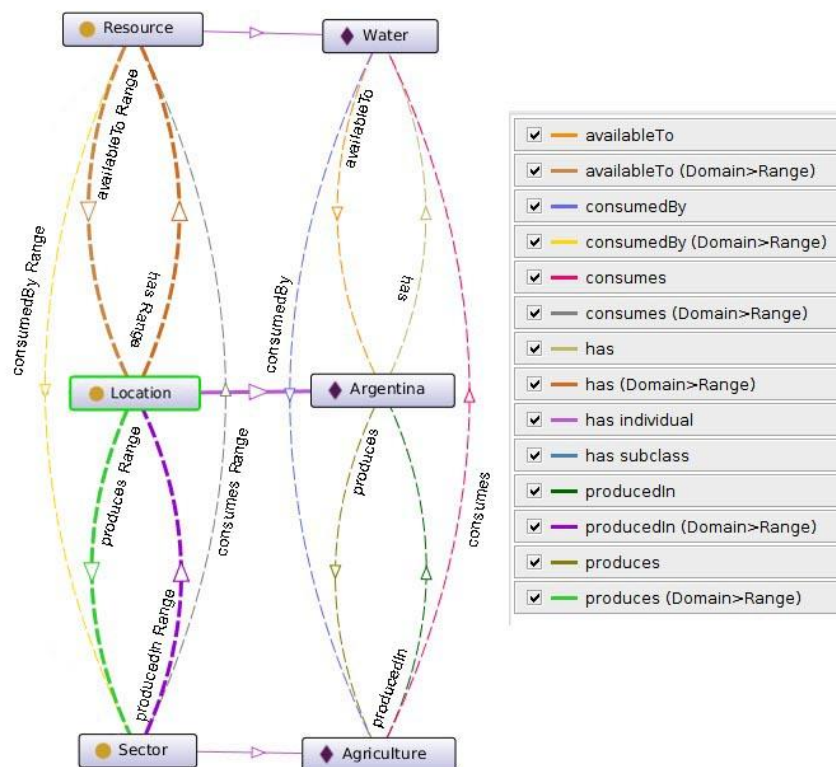 Resource
Water
availableTo Range
availableTo
has Range
has
consumedBy Range
consumedBy
Location
Argentina
produces Range
produces
consumes Range
consumes
producedIn Range
producedIn
Sector
Agriculture
availableTo
availableTo (Domain>Range)
consumedBy
consumedBy (Domain>Range)
consumes
consumes (Domain>Range)
has
has (Domain>Range)
has individual
has subclass
producedIn
producedIn (Domain>Range)
produces
produces (Domain>Range)